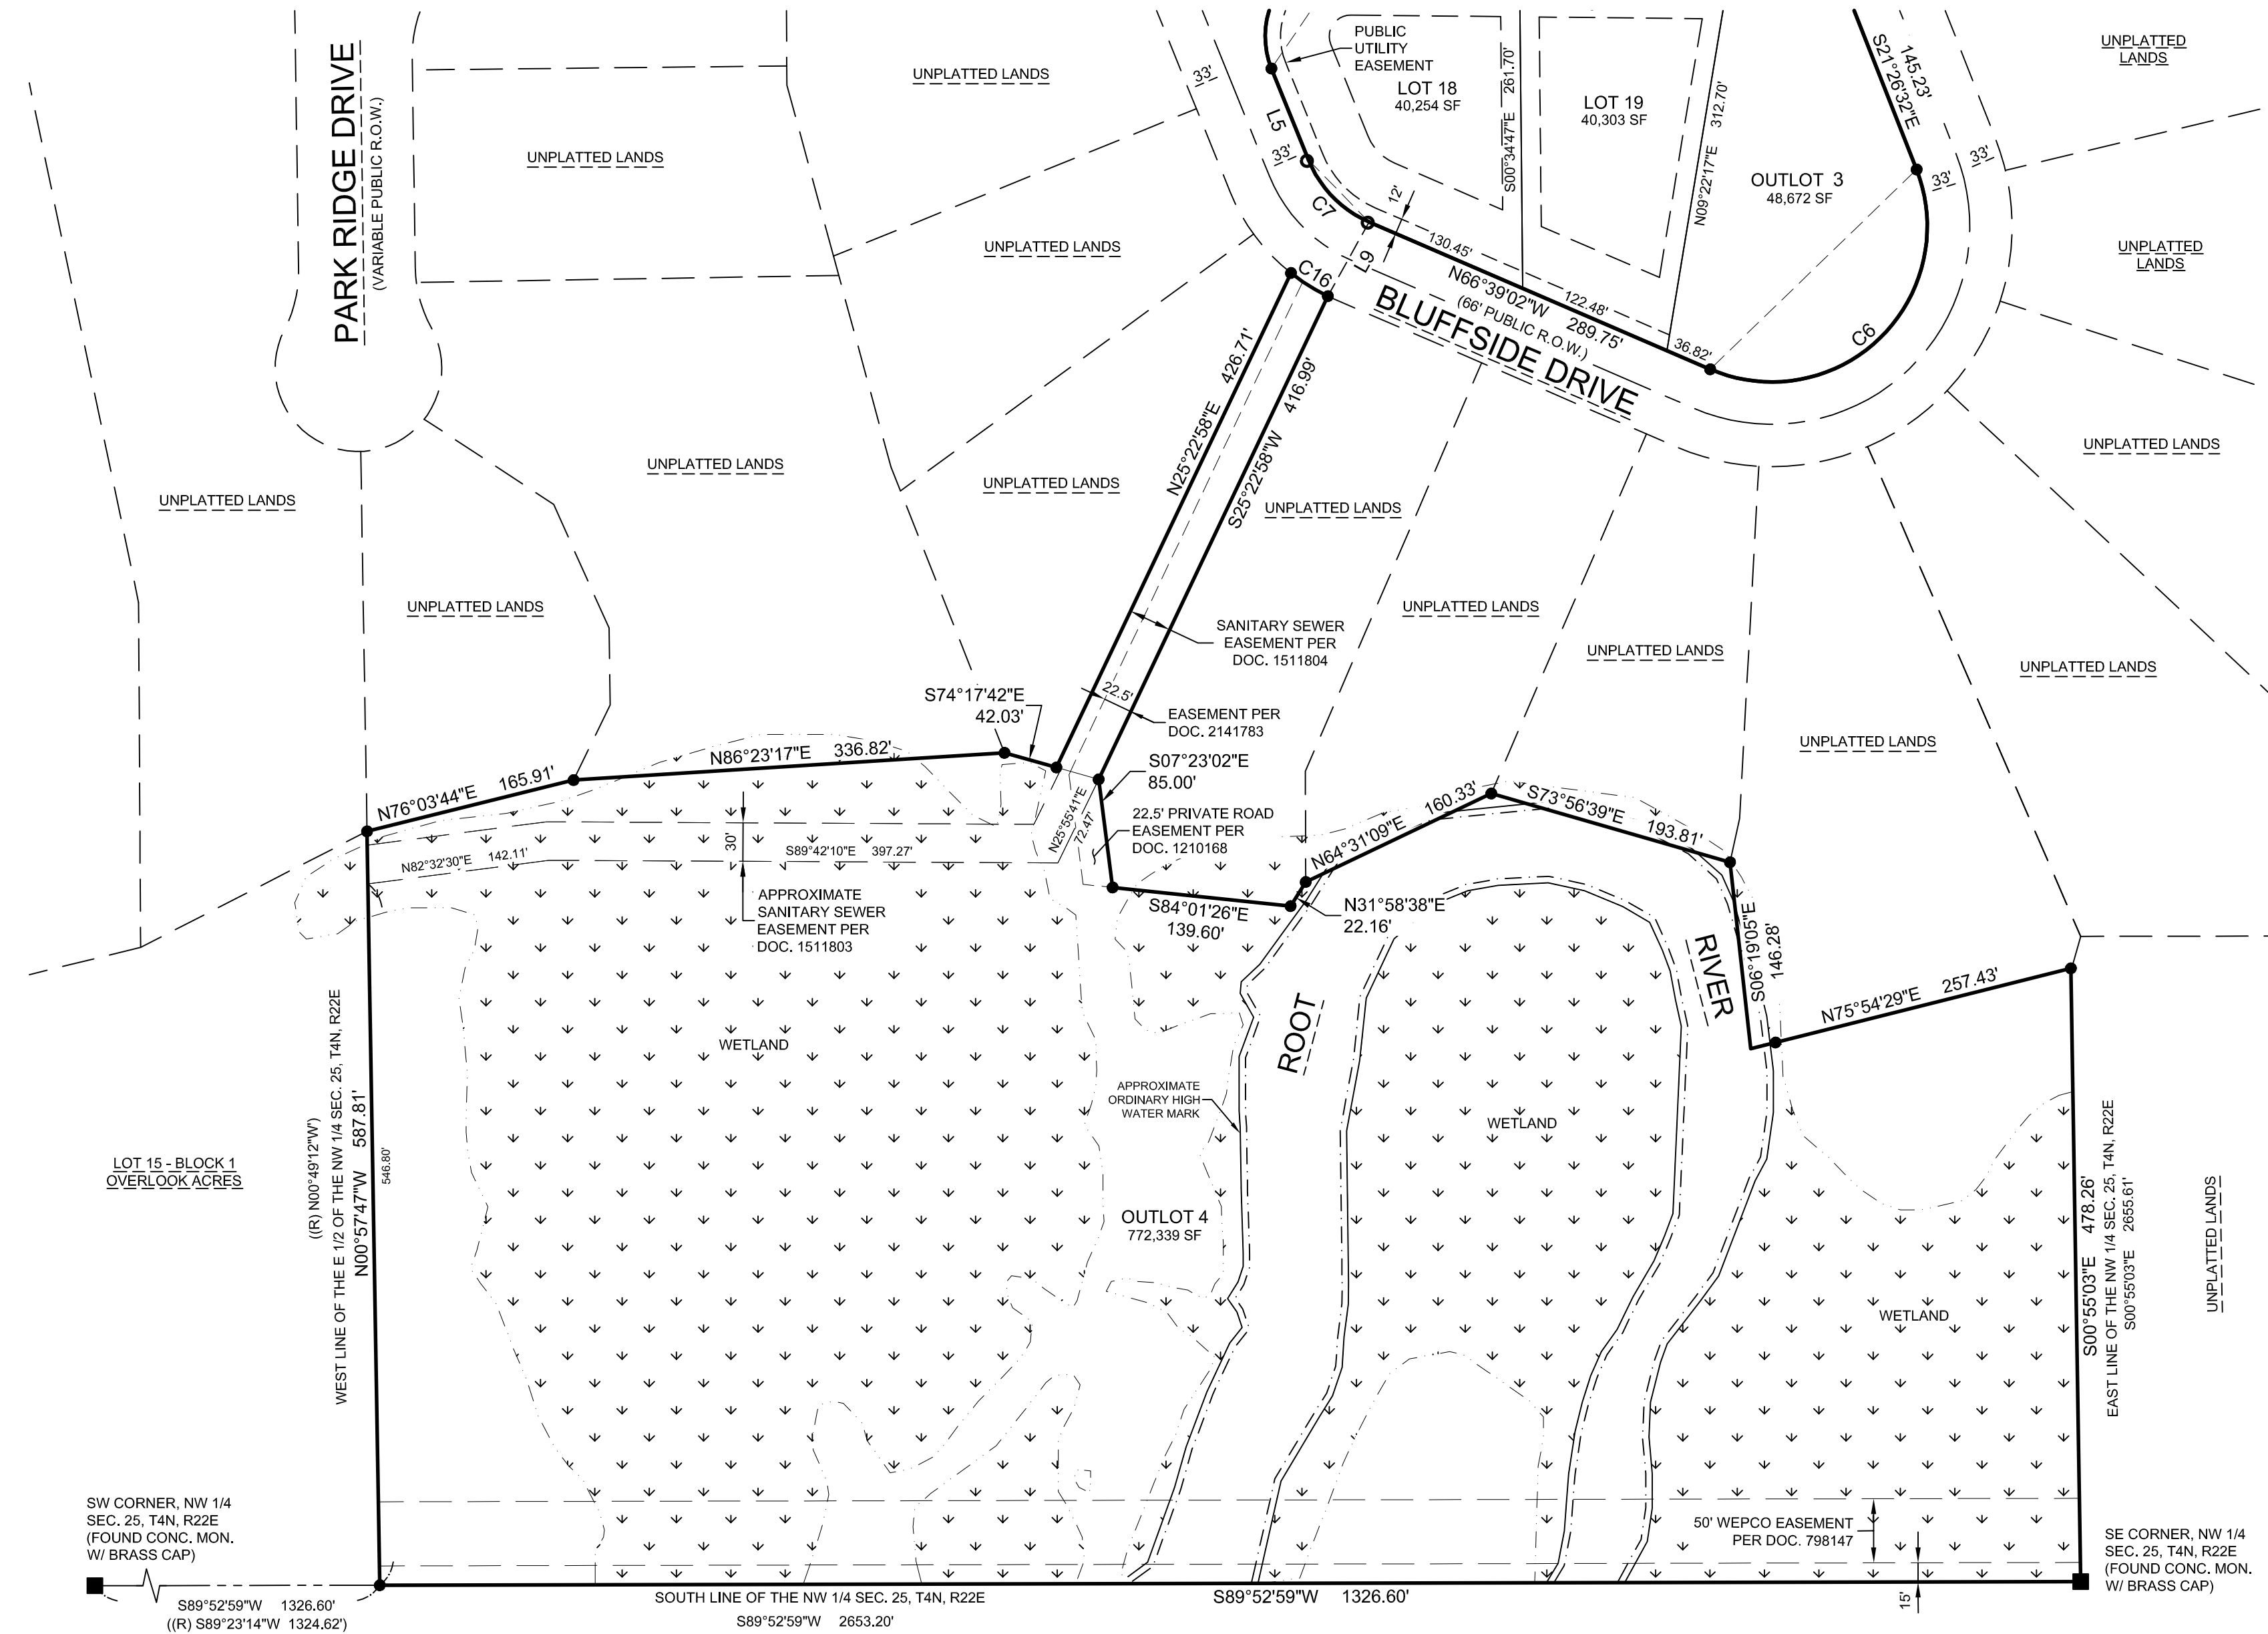 PARK RIDGE DRIVE
(VARIABLE PUBLIC R.O.W.)
UNPLATTED LANDS
UNPLATTED LANDS
UNPLATTED LANDS
UNPLATTED LANDS
UNPLATTED LANDS
UNPLATTED LANDS
UNPLATTED LANDS
33'
33'
L5
C7
PUBLIC
UTILITY
EASEMENT
LOT 18
40,254 SF
S00°34'47"E 261.70'
LOT 19
40,303 SF
N09°22'17"E 312.70'
OUTLOT 3
48,672 SF
145.23'
S21°26'32"E
33'
33'
UNPLATTED
LANDS
UNPLATTED
LANDS
UNPLATTED LANDS
12'
L9
C16
130.45'
N66°39'02"W 289.75'
122.48'
(66' PUBLIC R.O.W.)
36.82'
BLUFFSIDE DRIVE
C6
N25°22'58"E 426.71'
S25°22'58"W 416.99'
UNPLATTED LANDS
UNPLATTED LANDS
UNPLATTED LANDS
UNPLATTED LANDS
UNPLATTED LANDS
SANITARY SEWER
EASEMENT PER
DOC. 1511804
22.5'
EASEMENT PER
DOC. 2141783
S74°17'42"E
42.03'
S07°23'02"E
85.00'
22.5' PRIVATE ROAD
EASEMENT PER
DOC. 1210168
N76°03'44"E 165.91'
N86°23'17"E 336.82'
N25°55'41"E
72.47'
N82°32'30"E 142.11'
30'
S89°42'10"E 397.27'
APPROXIMATE
SANITARY SEWER
EASEMENT PER
DOC. 1511803
S84°01'26"E
139.60'
N31°58'38"E
22.16'
N64°31'09"E 160.33'
S73°56'39"E 193.81'
S06°19'05"E
146.28'
N75°54'29"E 257.43'
ROOT
RIVER
WETLAND
WETLAND
WETLAND
APPROXIMATE
ORDINARY HIGH
WATER MARK
OUTLOT 4
772,339 SF
LOT 15 - BLOCK 1
OVERLOOK ACRES
((R) N00°49'12"W)
WEST LINE OF THE E 1/2 OF THE NW 1/4 SEC. 25, T4N, R22E
N00°57'47"W 587.81'
546.80'
S00°55'03"E 478.26'
EAST LINE OF THE NW 1/4 SEC. 25, T4N, R22E
S00°55'03"E 2655.61'
UNPLATTED LANDS
50' WEPCO EASEMENT
PER DOC. 798147
15'
SW CORNER, NW 1/4
SEC. 25, T4N, R22E
(FOUND CONC. MON.
W/ BRASS CAP)
SE CORNER, NW 1/4
SEC. 25, T4N, R22E
(FOUND CONC. MON.
W/ BRASS CAP)
S89°52'59"W 1326.60'
((R) S89°23'14"W 1324.62')
SOUTH LINE OF THE NW 1/4 SEC. 25, T4N, R22E
S89°52'59"W 2653.20'
S89°52'59"W 1326.60'